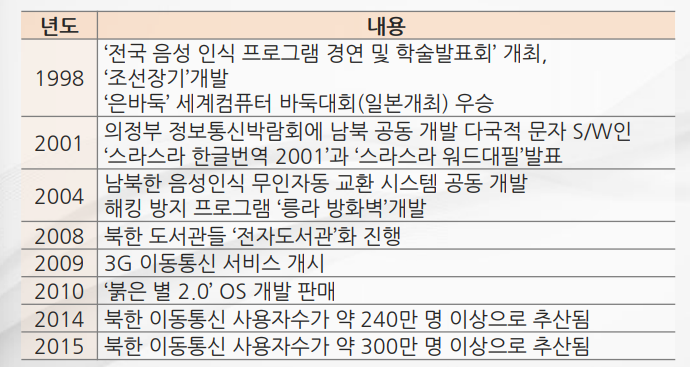 년도 내용
1998 ‘전국 음성 인식 프로그램 경연 및 학술발표회’ 개최,
‘조선장기’개발
‘은바둑’ 세계컴퓨터 바둑대회(일본개최) 우승
2001 의정부 정보통신박람회에 남북 공동 개발 다국적 문자 S/W인
‘스라스라 한글번역 2001’과 ‘스라스라 워드대필’발표
2004 남북한 음성인식 무인자동 교환 시스템 공동 개발
해킹 방지 프로그램 ‘릉라 방화벽’개발
2008 북한 도서관들 ‘전자도서관’화 진행
2009 3G 이동통신 서비스 개시
2010 ‘붉은 별 2.0’ OS 개발 판매
2014 북한 이동통신 사용자수가 약 240만 명 이상으로 추산됨
2015 북한 이동통신 사용자수가 약 300만 명 이상으로 추산됨